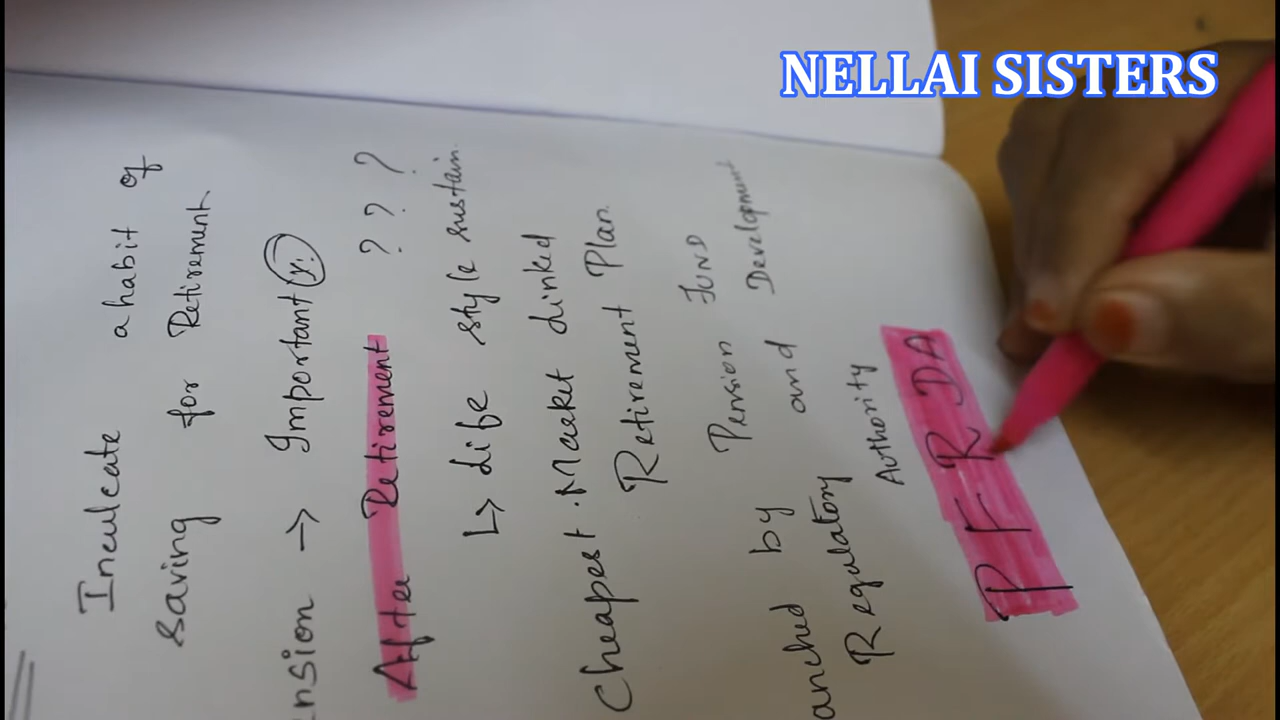 NELLAI SISTERS
Inculcate a habit of
saving for Retirement
nsion → Important
After Retirement ? ? ?
↳ Life style sustain.
Cheapest Market Linked
Retirement Plan
Pension FUND
anched by and Development
Regulatory
Authority
P F R D A